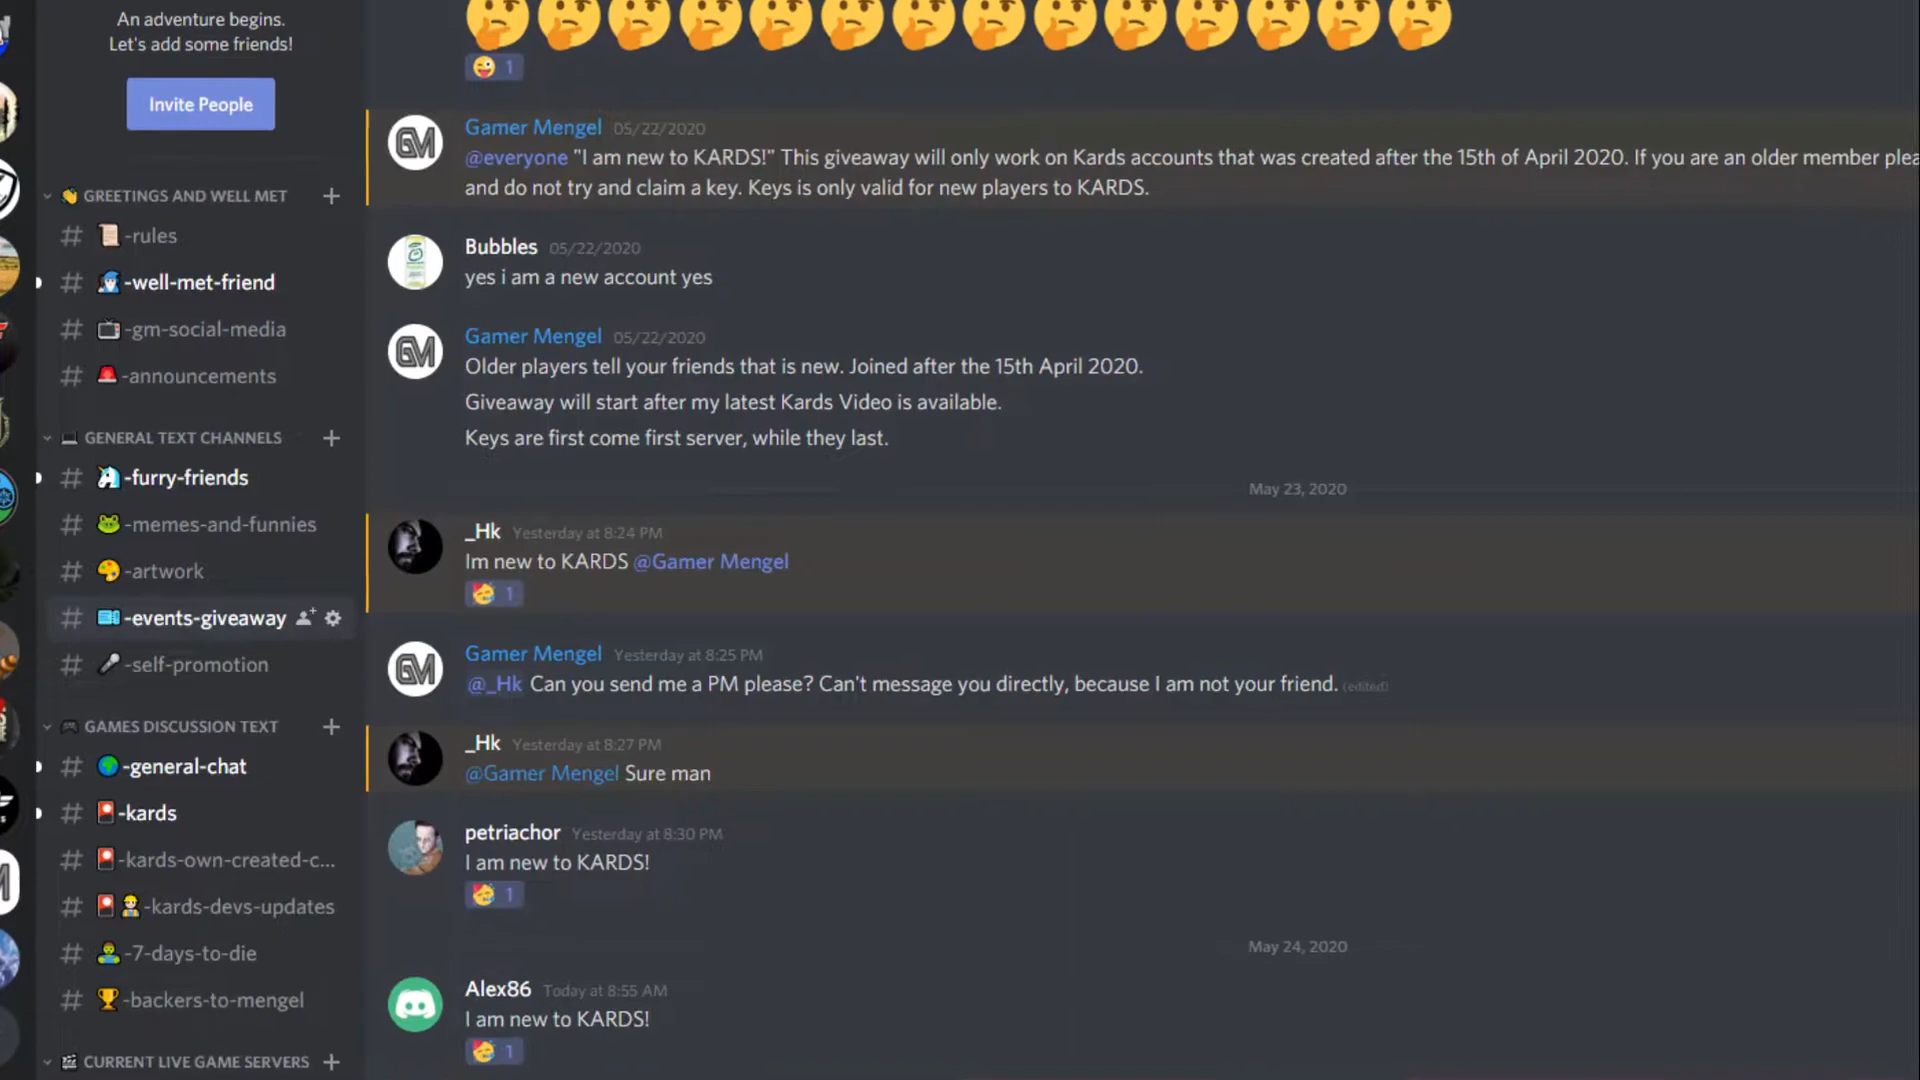 An adventure begins.
Let's add some friends!
Invite People
GREETINGS AND WELL MET
-rules
-well-met-friend
-gm-social-media
-announcements
GENERAL TEXT CHANNELS
-furry-friends
-memes-and-funnies
-artwork
-events-giveaway
-self-promotion
GAMES DISCUSSION TEXT
-general-chat
-kards
-kards-own-created-c...
-kards-devs-updates
-7-days-to-die
-backers-to-mengel
CURRENT LIVE GAME SERVERS
1
GM
Gamer Mengel 05/22/2020
@everyone "I am new to KARDS!" This giveaway will only work on Kards accounts that was created after the 15th of April 2020. If you are an older member plea
and do not try and claim a key. Keys is only valid for new players to KARDS.
Bubbles 05/22/2020
yes i am a new account yes
GM
Gamer Mengel 05/22/2020
Older players tell your friends that is new. Joined after the 15th April 2020.
Giveaway will start after my latest Kards Video is available.
Keys are first come first server, while they last.
May 23, 2020
_Hk Yesterday at 8:24 PM
Im new to KARDS @Gamer Mengel
1
GM
Gamer Mengel Yesterday at 8:25 PM
@_Hk Can you send me a PM please? Can't message you directly, because I am not your friend. (edited)
_Hk Yesterday at 8:27 PM
@Gamer Mengel Sure man
petriachor Yesterday at 8:30 PM
I am new to KARDS!
1
May 24, 2020
Alex86 Today at 8:55 AM
I am new to KARDS!
1